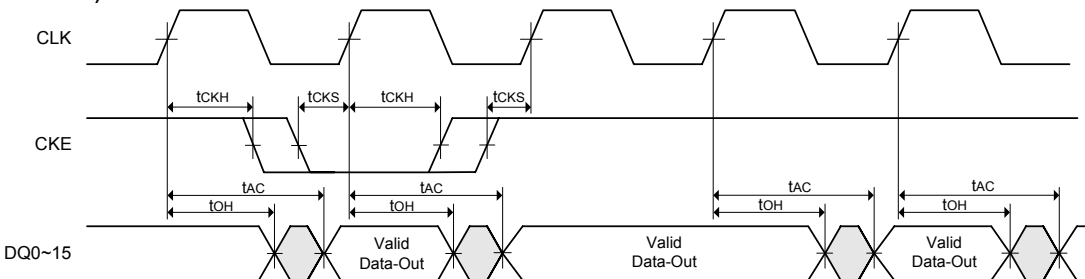 CLK
tCKH tCKS tCKH tCKS
CKE
tAC tAC tAC tAC
tOH tOH tOH tOH
DQ0~15
Valid
Data-Out
Valid
Data-Out
Valid
Data-Out